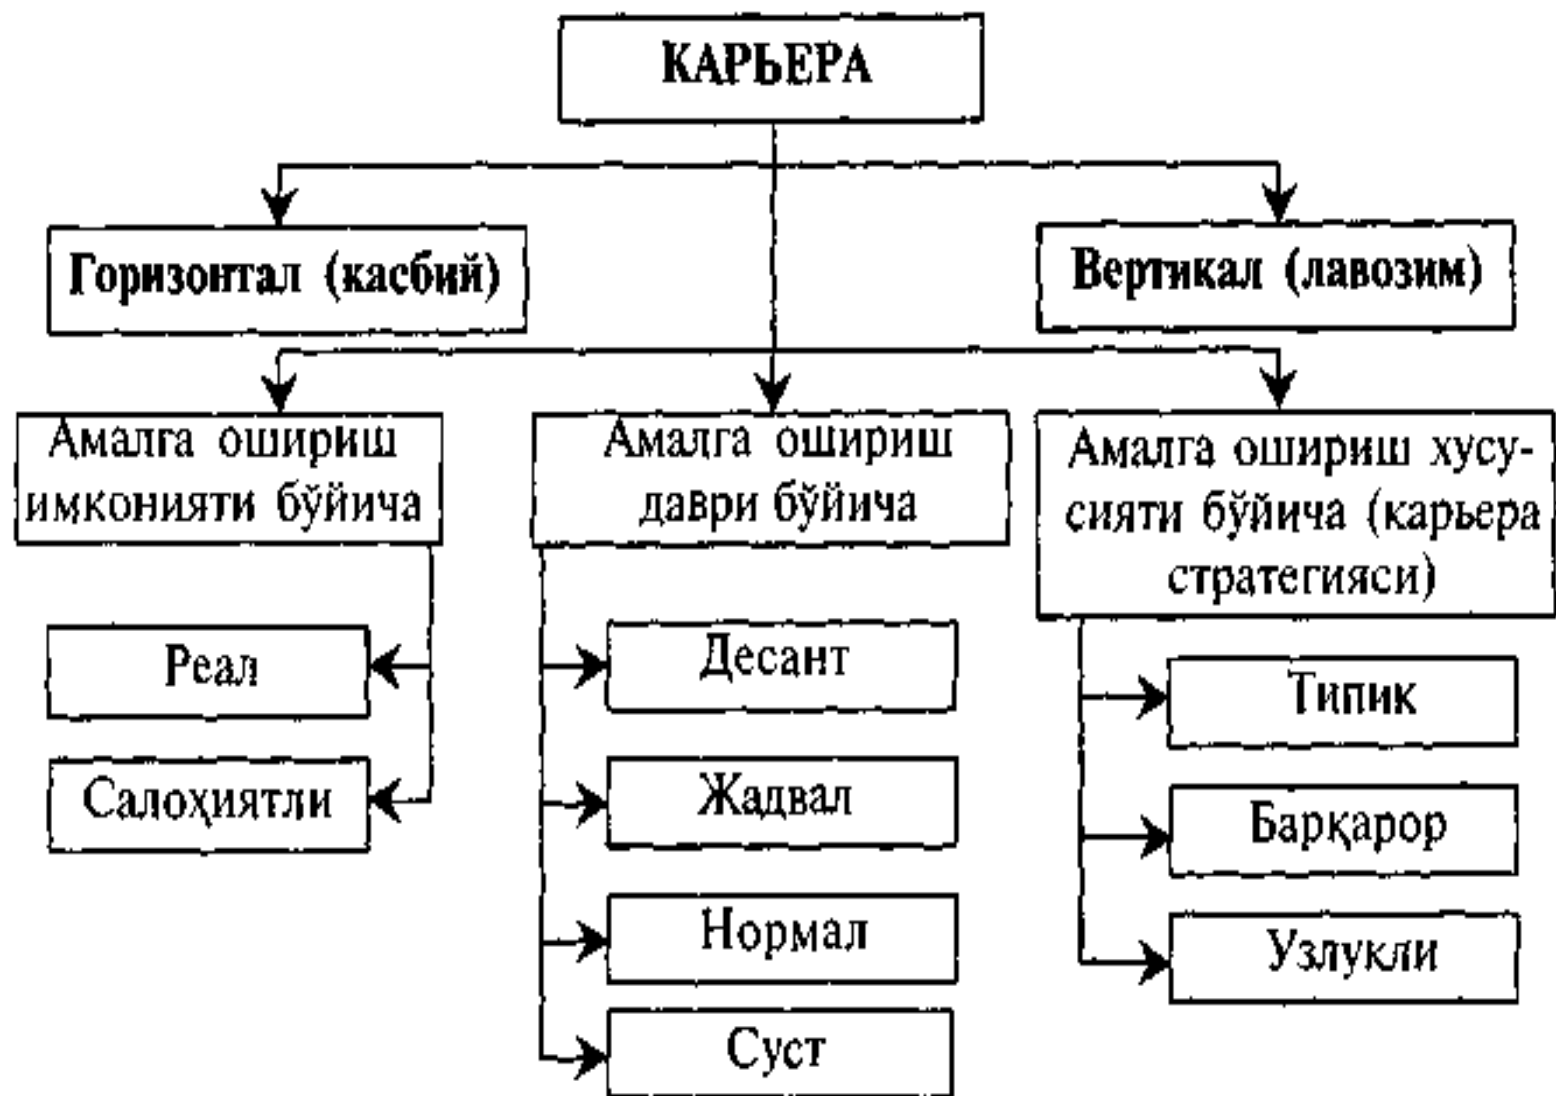 КАРЬЕРА
Горизонтал (касбий)
Вертикал (лавозим)
Амалга ошириш
имконияти бўйича
Амалга ошириш
даври бўйича
Амалга ошириш хусу-
сияти бўйича (карьера
стратегияси)
Реал
Салоҳиятли
Десант
Жадвал
Нормал
Суст
Типик
Барқарор
Узлукли